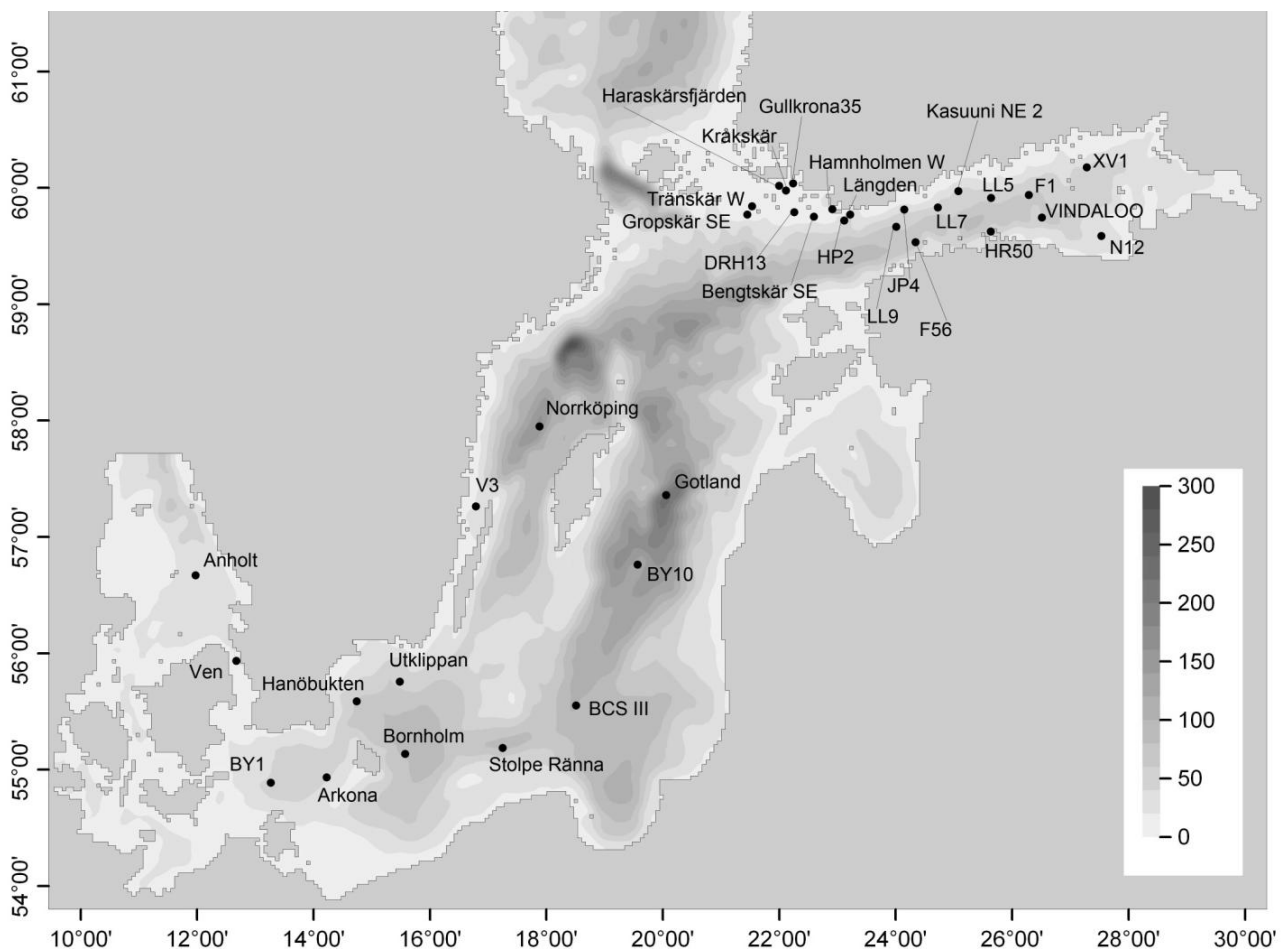 61°00'
60°00'
59°00'
58°00'
57°00'
56°00'
55°00'
54°00'
Haraskärsfjärden
Gullkrona35
Kasuuni NE 2
Kråkskär
Hamnholmen W
XV1
Längden
LL5
F1
Tränskär W
VINDALOO
Gropskär SE
LL7
N12
DRH13
HP2
HR50
Bengtskär SE
JP4
LL9
F56
Norrköping
V3
Gotland
Anholt
BY10
Utklippan
Ven
Hanöbukten
BCS III
Bornholm
BY1
Stolpe Ränna
Arkona
300
250
200
150
100
50
0
10°00'
12°00'
14°00'
16°00'
18°00'
20°00'
22°00'
24°00'
26°00'
28°00'
30°00'